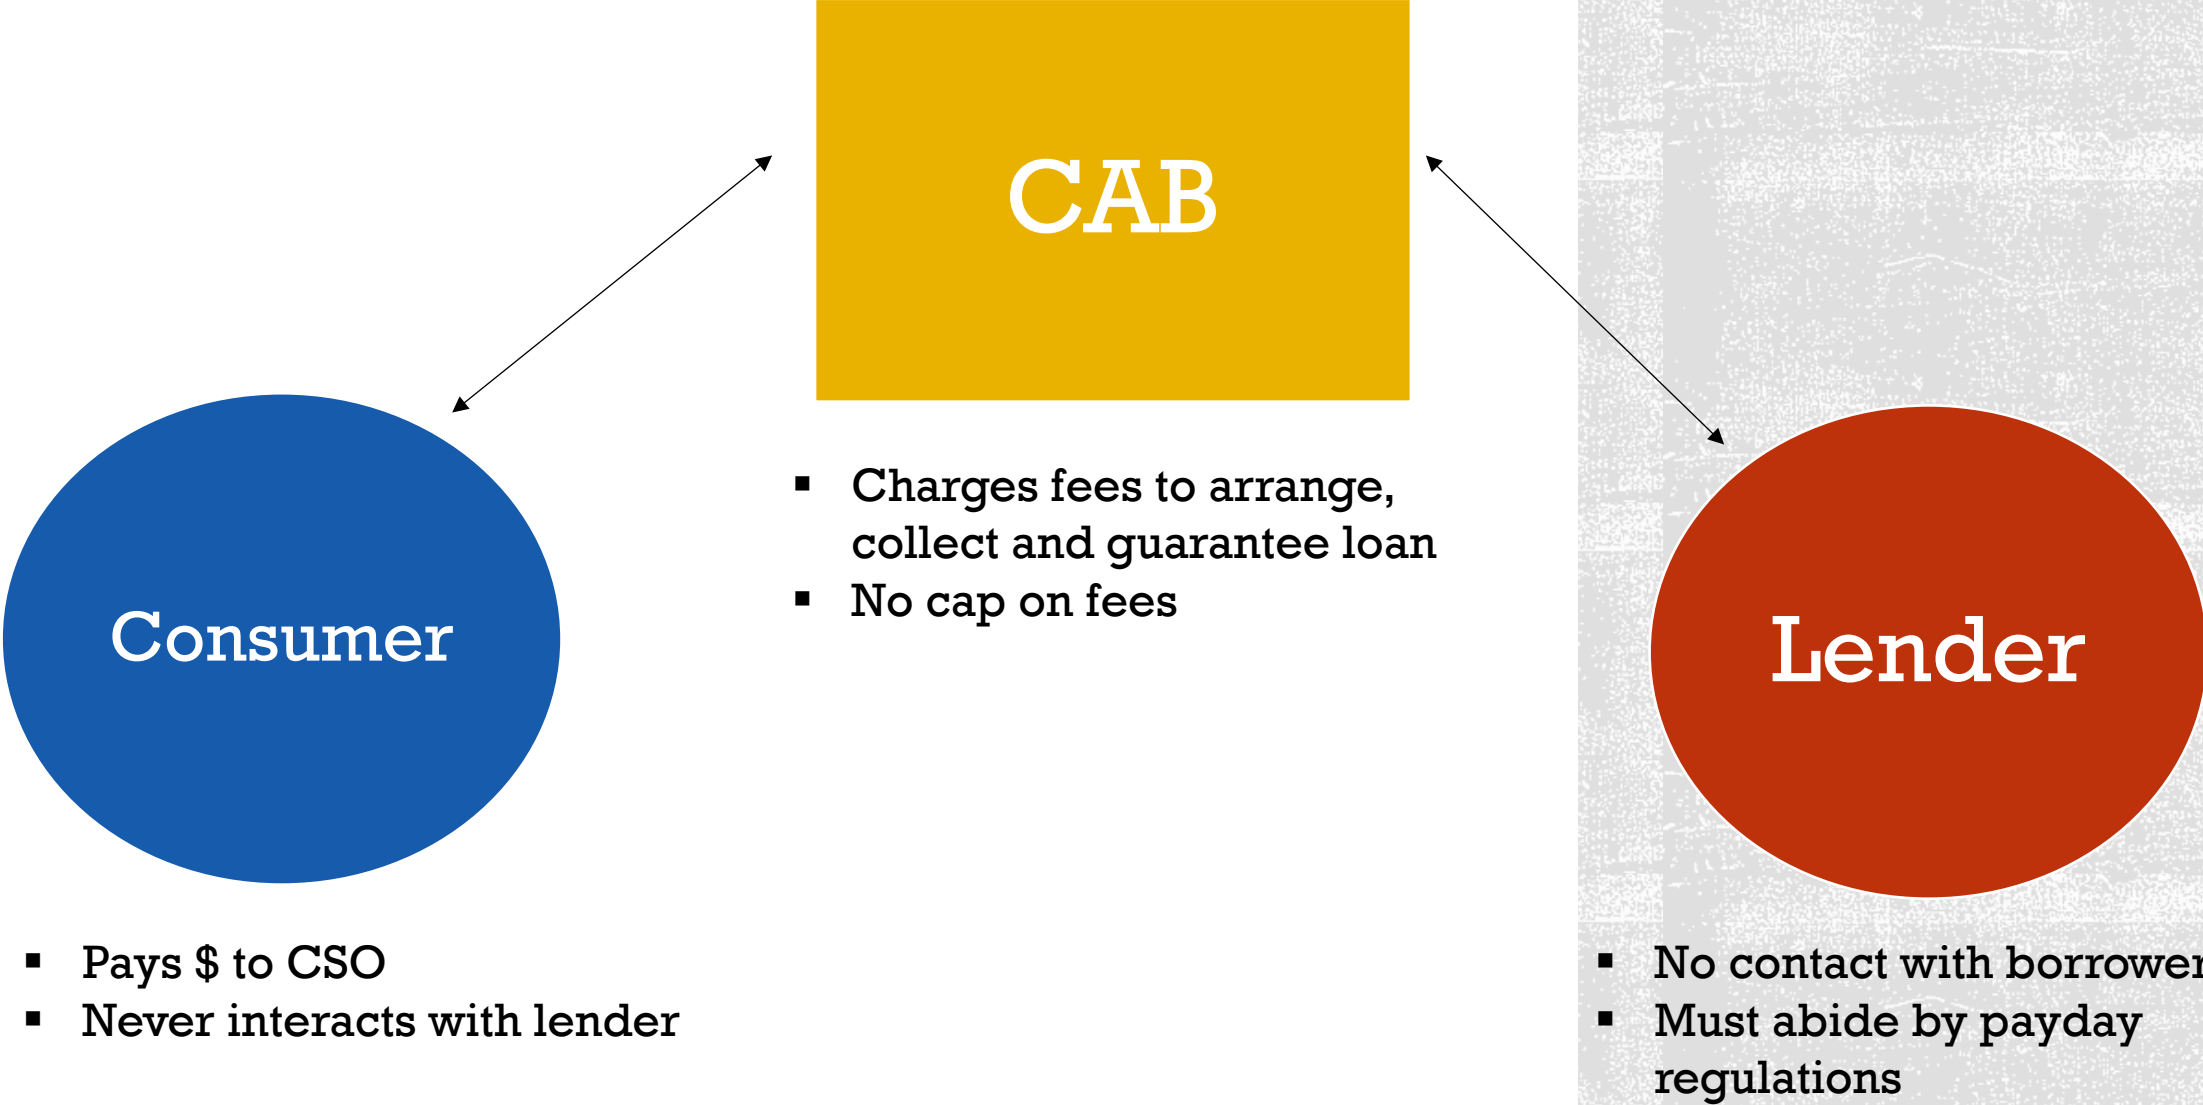 CAB
▪ Charges fees to arrange,
collect and guarantee loan
▪ No cap on fees
Consumer
Lender
▪ Pays $ to CSO
▪ Never interacts with lender
▪ No contact with borrower
▪ Must abide by payday
regulations